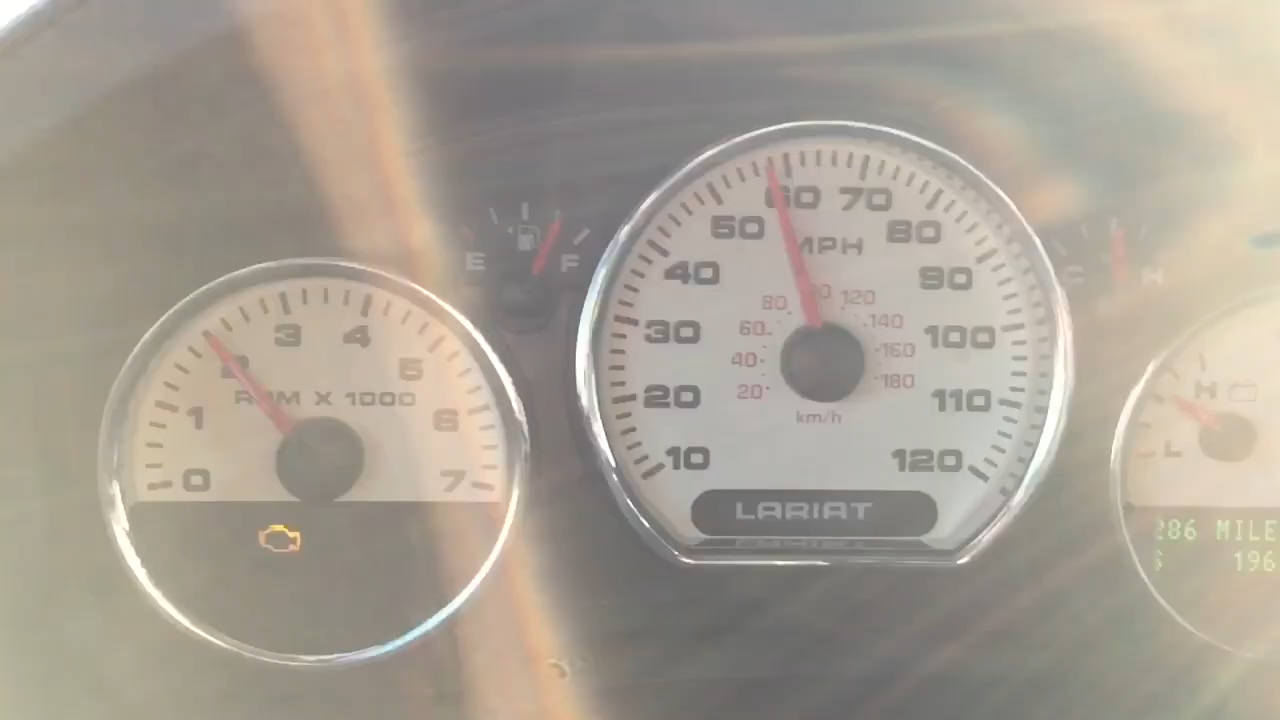 E F
C H
0 1 2 3 4 5 6 7
RPM X 1000
10 20 30 40 50 60 70 80 90 100 110 120
MPH
20 40 60 80 120 140 160 180
km/h
LARIAT
H
L
286 MILE
196